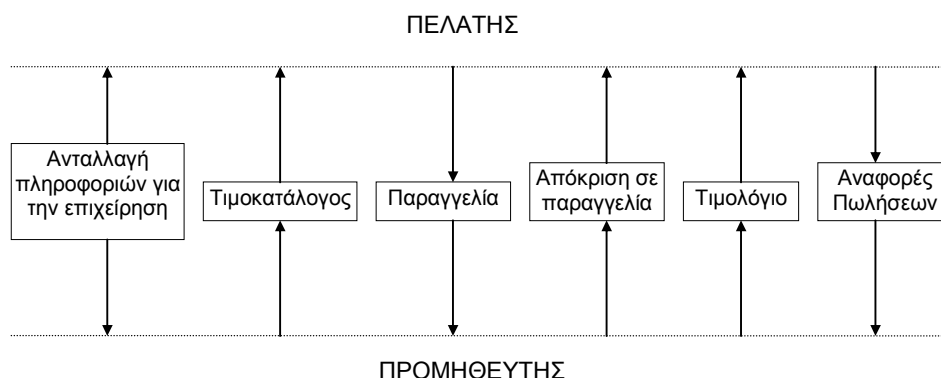 ΠΕΛΑΤΗΣ
Ανταλλαγή
πληροφοριών για
την επιχείρηση
Τιμοκατάλογος
Παραγγελία
Απόκριση σε
παραγγελία
Τιμολόγιο
Αναφορές
Πωλήσεων
ΠΡΟΜΗΘΕΥΤΗΣ